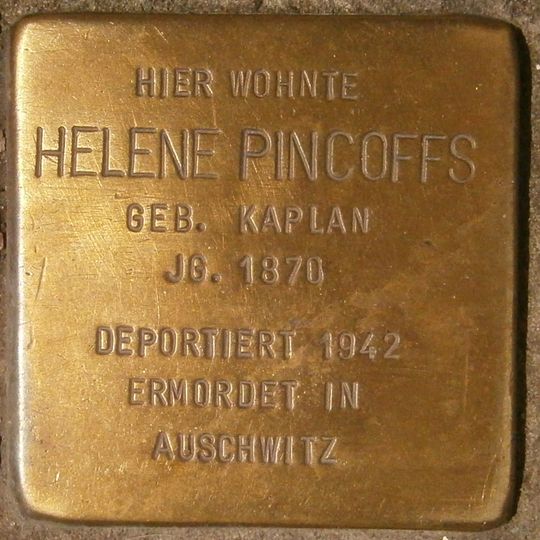 HIER WOHNTE
HELENE PINCOFFS
GEB. KAPLAN
JG. 1870
DEPORTIERT 1942
ERMORDET IN
AUSCHWITZ